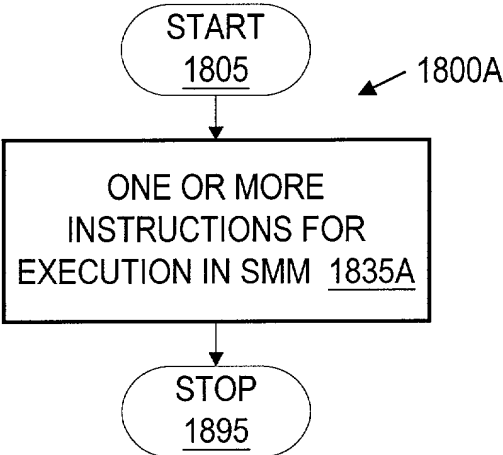 START
1805
1800A
ONE OR MORE
INSTRUCTIONS FOR
EXECUTION IN SMM 1835A
STOP
1895